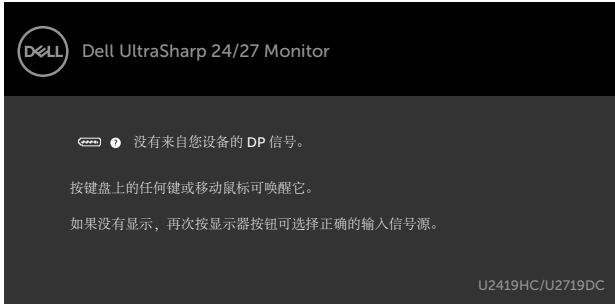 DELL
Dell UltraSharp 24/27 Monitor
? 没有来自您设备的 DP 信号。
按键盘上的任何键或移动鼠标可唤醒它。
如果没有显示，再次按显示器按钮可选择正确的输入信号源。
U2419HC/U2719DC